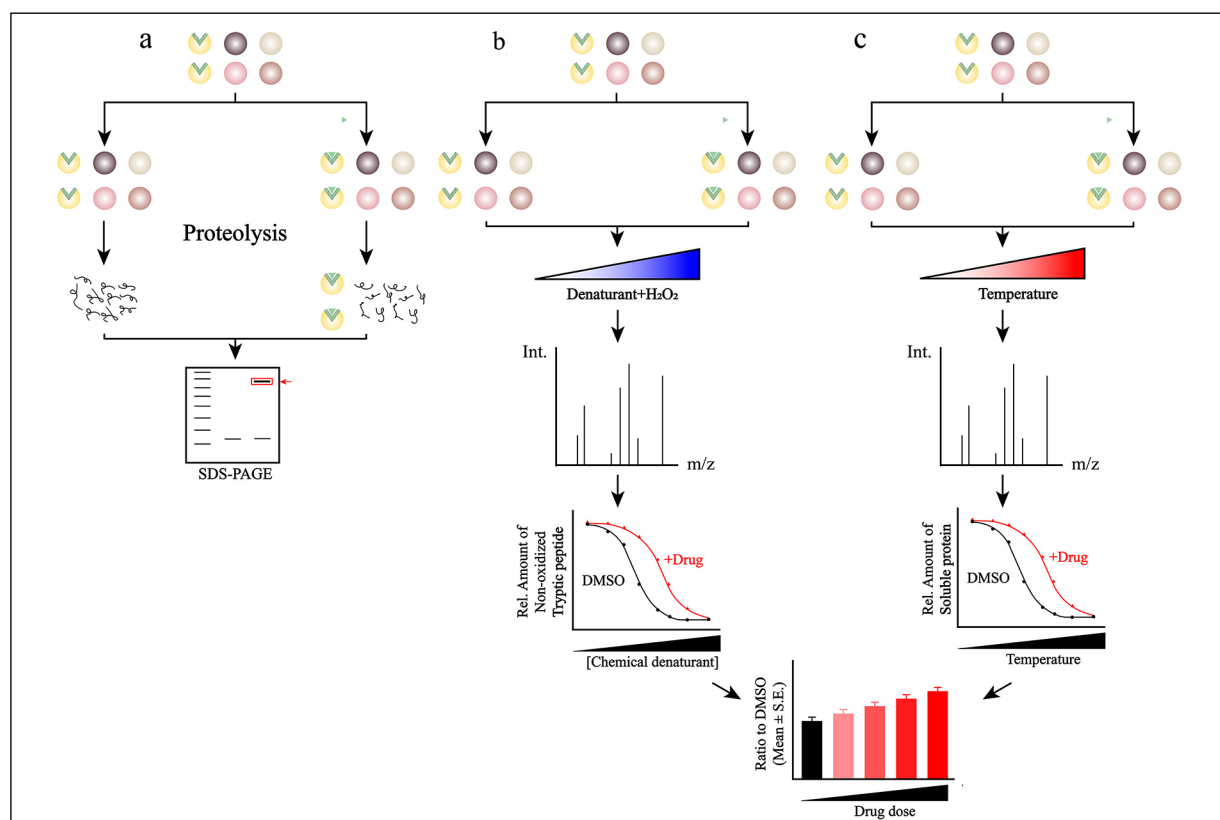 a
b
c
Proteolysis
SDS-PAGE
Denaturant+H₂O₂
Int.
m/z
Rel. Amount of
Non-oxidized
Tryptic peptide
+Drug
DMSO
[Chemical denaturant]
Temperature
Int.
m/z
Rel. Amount of
Soluble protein
+Drug
DMSO
Temperature
Ratio to DMSO
(Mean ± S.E.)
Drug dose